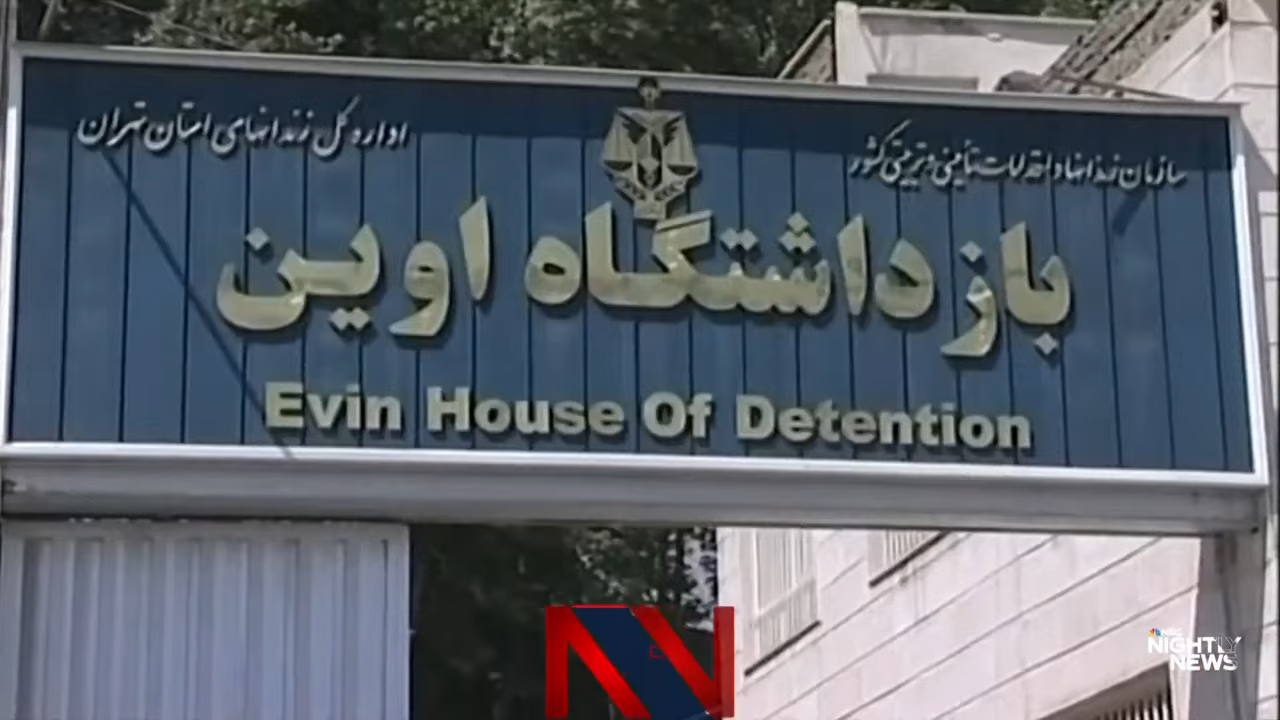 سازمان زندانها و اقدامات تأمینی و تربیتی کشور
اداره کل زندانهای استان تهران
بازداشتگاه اوین
Evin House Of Detention
N
NBC
NIGHTLY
NEWS